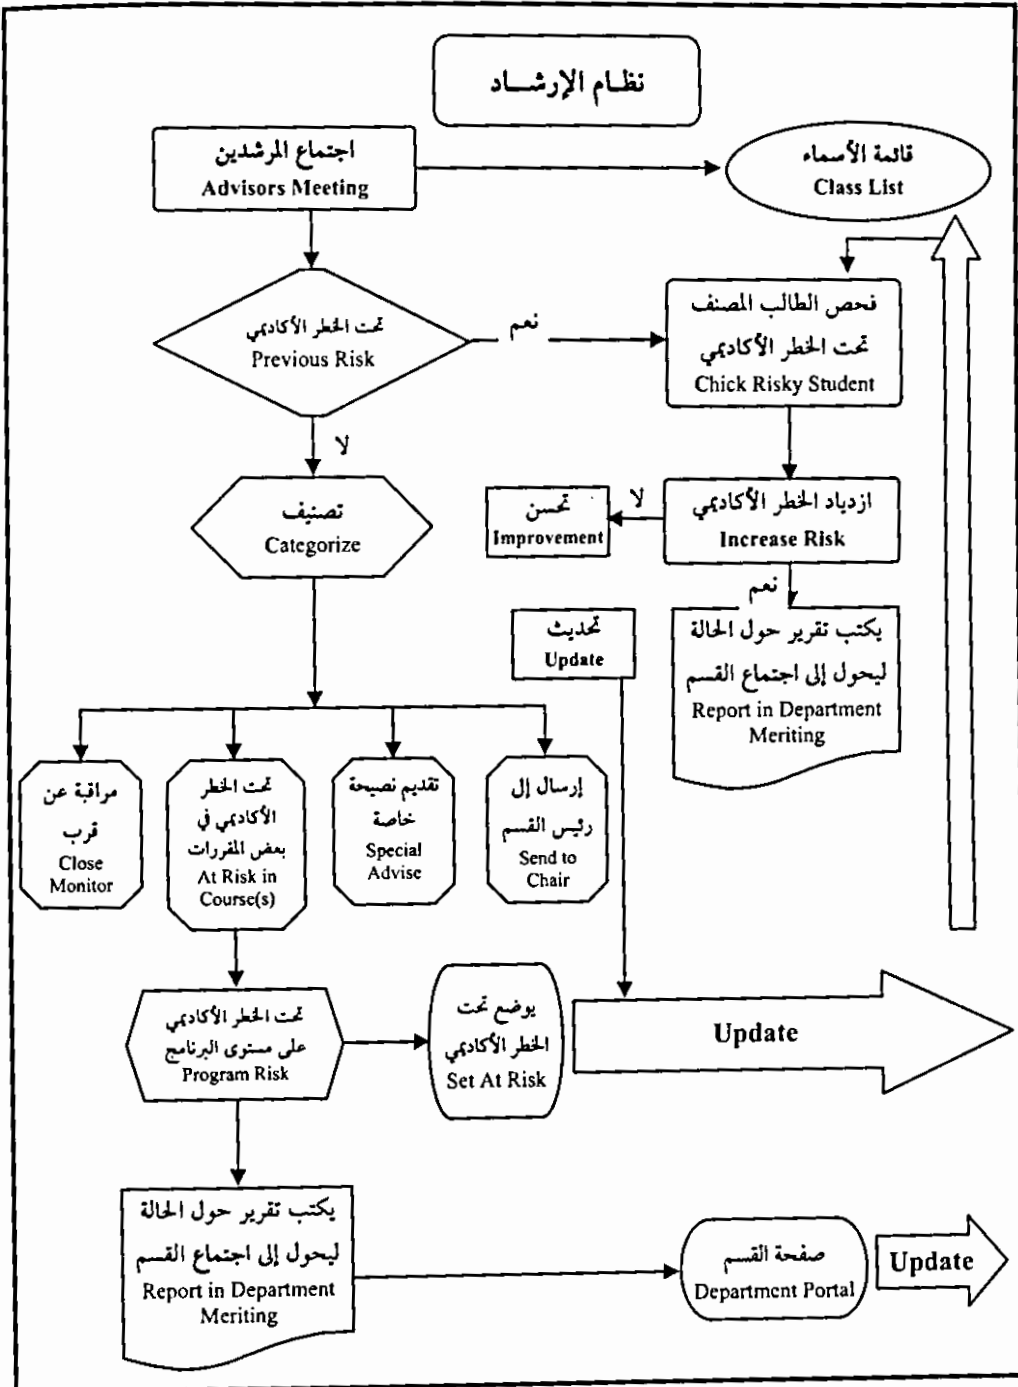 نظام الإرشاد
اجتماع المرشدين
Advisors Meeting
قائمة الأسماء
Class List
تحت الخطر الأكاديمي
Previous Risk
نعم
فحص الطالب المصنف
تحت الخطر الأكاديمي
Chick Risky Student
لا
تصنيف
Categorize
تحسن
Improvement
لا
ازدياد الخطر الأكاديمي
Increase Risk
نعم
تحديث
Update
يكتب تقرير حول الحالة
ليحول إلى اجتماع القسم
Report in Department
Meriting
مراقبة عن
قرب
Close
Monitor
تحت الخطر
الأكاديمي في
بعض المقررات
At Risk in
Course(s)
تقديم نصيحة
خاصة
Special
Advise
إرسال إل
رئيس القسم
Send to
Chair
تحت الخطر الأكاديمي
على مستوى البرنامج
Program Risk
يوضع تحت
الخطر الأكاديمي
Set At Risk
Update
يكتب تقرير حول الحالة
ليحول إلى اجتماع القسم
Report in Department
Meriting
صفحة القسم
Department Portal
Update